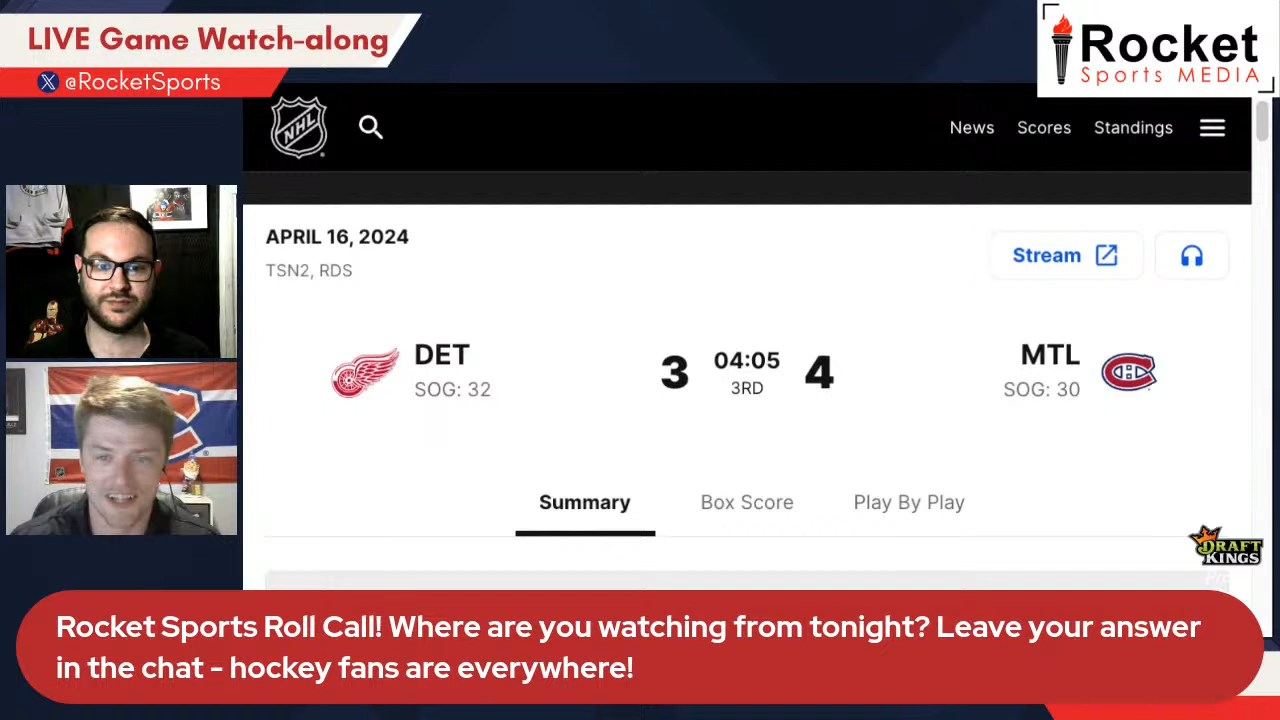 LIVE Game Watch-along
@RocketSports
Rocket
Sports MEDIA
NHL
News Scores Standings
APRIL 16, 2024
TSN2, RDS
Stream
DET
SOG: 32
3
04:05
3RD
4
MTL
SOG: 30
Summary Box Score Play By Play
DRAFT
KINGS
Rocket Sports Roll Call! Where are you watching from tonight? Leave your answer
in the chat - hockey fans are everywhere!